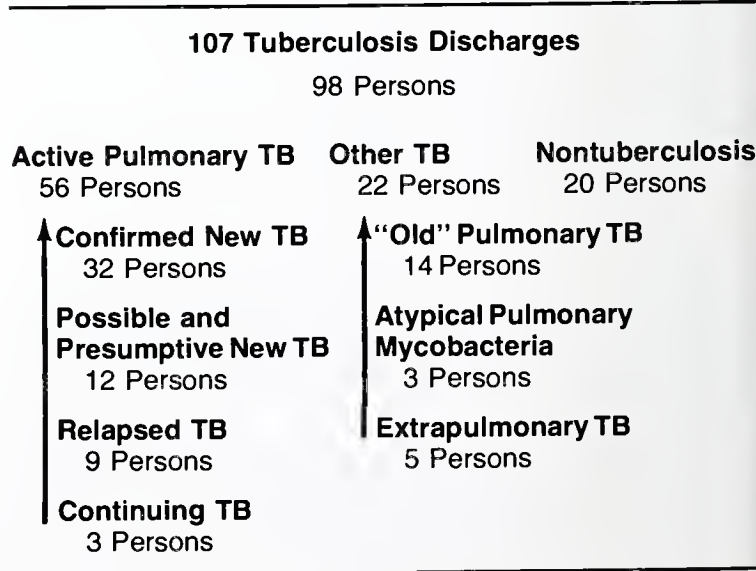 107 Tuberculosis Discharges
98 Persons
Active Pulmonary TB
56 Persons
Confirmed New TB
32 Persons
Possible and
Presumptive New TB
12 Persons
Relapsed TB
9 Persons
Continuing TB
3 Persons
Other TB
22 Persons
"Old" Pulmonary TB
14 Persons
Atypical Pulmonary
Mycobacteria
3 Persons
Extrapulmonary TB
5 Persons
Nontuberculosis
20 Persons